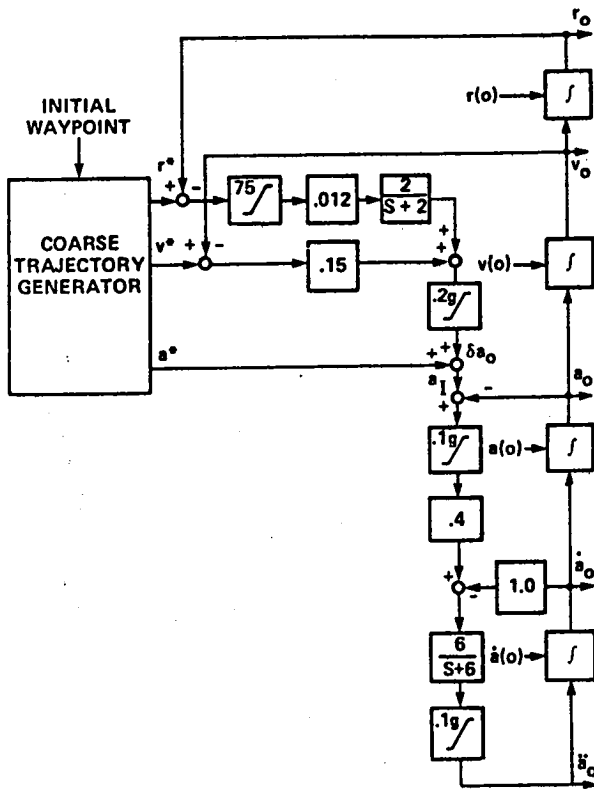 r₀
r(o)
∫
INITIAL
WAYPOINT
r*
+
-
v₀
75
.012
2
S + 2
COARSE
TRAJECTORY
GENERATOR
v*
+
-
.15
+
+
v(o)
∫
.2g
a*
+
+
δa₀
a_I
+
-
a₀
.1g
a(o)
∫
.4
+
-
1.0
ȧ₀
6
S+6
ȧ(o)
∫
.1g
ä₀